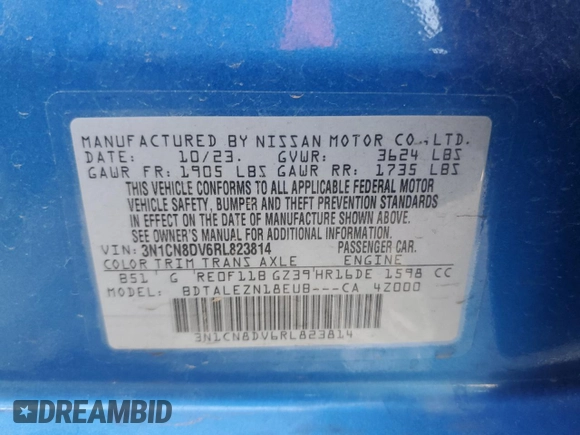 MANUFACTURED BY NISSAN MOTOR CO., LTD.
DATE: 10/23. GVWR: 3624 LBS
GAWR FR: 1905 LBS GAWR RR: 1735 LBS
THIS VEHICLE CONFORMS TO ALL APPLICABLE FEDERAL MOTOR
VEHICLE SAFETY, BUMPER AND THEFT PREVENTION STANDARDS
IN EFFECT ON THE DATE OF MANUFACTURE SHOWN ABOVE.
SEE OWNER'S MANUAL FOR ADDITIONAL INFORMATION.
VIN: 3N1CN8DV6RL823814 PASSENGER CAR.
COLOR TRIM TRANS AXLE ENGINE
B51 G RE0F11B GZ39 HR16DE 1598 CC
MODEL: BDTALEZN18EUB---CA 4Z000
3N1CN8DV6RL823814
DREAMBID